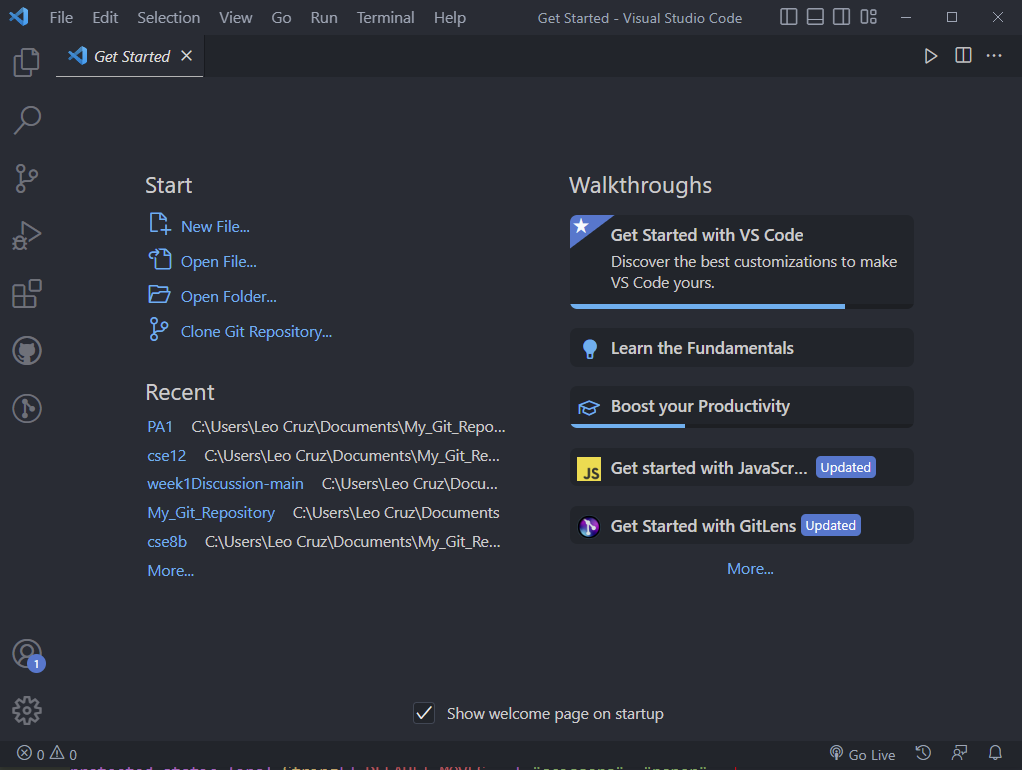 File Edit Selection View Go Run Terminal Help Get Started - Visual Studio Code
Get Started
Start
New File...
Open File...
Open Folder...
Clone Git Repository...
Recent
PA1 C:\Users\Leo Cruz\Documents\My_Git_Repo...
cse12 C:\Users\Leo Cruz\Documents\My_Git_Re...
week1Discussion-main C:\Users\Leo Cruz\Docu...
My_Git_Repository C:\Users\Leo Cruz\Documents
cse8b C:\Users\Leo Cruz\Documents\My_Git_Re...
More...
Walkthroughs
Get Started with VS Code
Discover the best customizations to make
VS Code yours.
Learn the Fundamentals
Boost your Productivity
JS Get started with JavaScr... Updated
Get Started with GitLens Updated
More...
1
Show welcome page on startup
0 0 Go Live